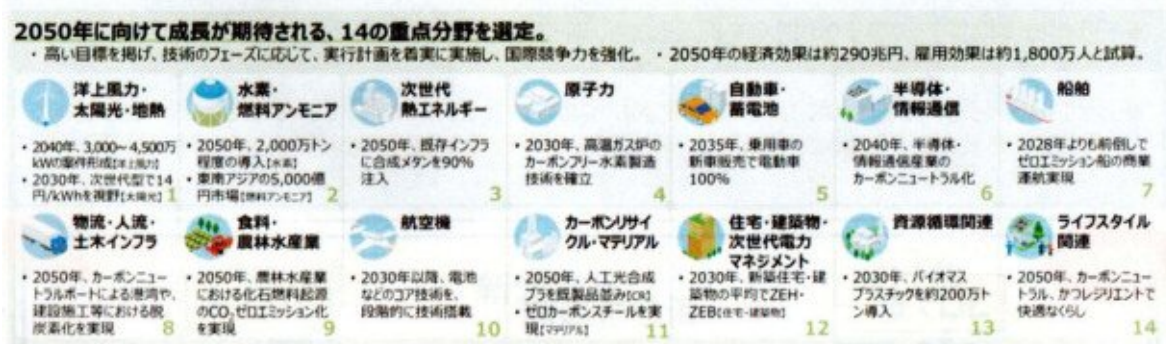 2050年に向けて成長が期待される、14の重点分野を選定。
・高い目標を掲げ、技術のフェーズに応じて、実行計画を着実に実施し、国際競争力を強化。 ・2050年の経済効果は約290兆円、雇用効果は約1,800万人と試算。
洋上風力・
太陽光・地熱
・2040年、3,000~4,500万
kWの案件形成[洋上風力]
・2030年、次世代型で14
円/kWhを視野[太陽光]
1
水素・
燃料アンモニア
・2050年、2,000万トン
程度の導入[水素]
・東南アジアの5,000億
円市場[燃料アンモニア]
2
次世代
熱エネルギー
・2050年、既存インフラ
に合成メタンを90%
注入
3
原子力
・2030年、高温ガス炉の
カーボンフリー水素製造
技術を確立
4
自動車・
蓄電池
・2035年、乗用車の
新車販売で電動車
100%
5
半導体・
情報通信
・2040年、半導体・
情報通信産業の
カーボンニュートラル化
6
船舶
・2028年よりも前倒しで
ゼロエミッション船の商業
運航実現
7
物流・人流・
土木インフラ
・2050年、カーボンニュー
トラルポートによる港湾や、
建設施工等における脱
炭素化を実現
8
食料・
農林水産業
・2050年、農林水産業
における化石燃料起源
のCO₂ゼロエミッション化
を実現
9
航空機
・2030年以降、電池
などのコア技術を、
段階的に技術搭載
10
カーボンリサイ
クル・マテリアル
・2050年、人工光合成
プラを既製品並み[CR]
・ゼロカーボンスチールを実
現[マテリアル]
11
住宅・建築物・
次世代電力
マネジメント
・2030年、新築住宅・建
築物の平均でZEH・
ZEB[住宅・建築物]
12
資源循環関連
・2030年、バイオマス
プラスチックを約200万ト
ン導入
13
ライフスタイル
関連
・2050年、カーボンニュー
トラル、かつレジリエントで
快適なくらし
14